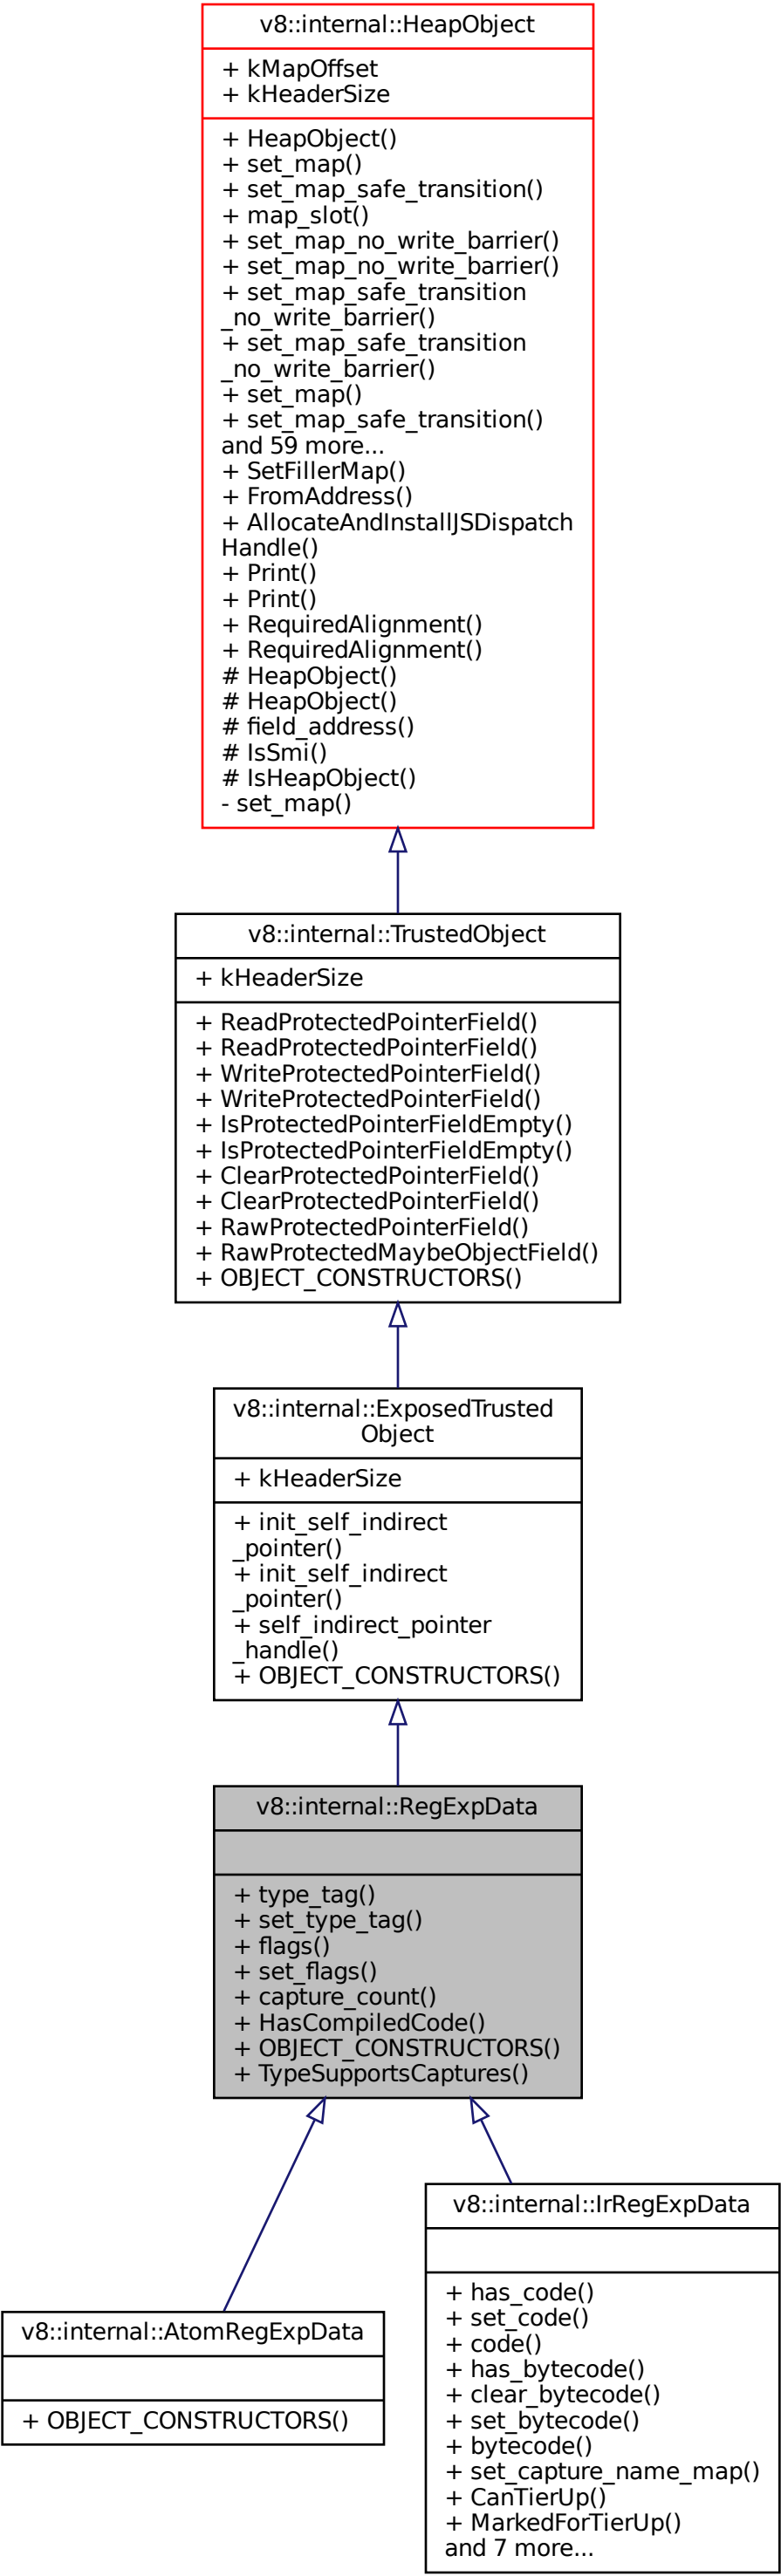 v8::internal::HeapObject
+ kMapOffset
+ kHeaderSize
+ HeapObject()
+ set_map()
+ set_map_safe_transition()
+ map_slot()
+ set_map_no_write_barrier()
+ set_map_no_write_barrier()
+ set_map_safe_transition
_no_write_barrier()
+ set_map_safe_transition
_no_write_barrier()
+ set_map()
+ set_map_safe_transition()
and 59 more...
+ SetFillerMap()
+ FromAddress()
+ AllocateAndInstallJSDispatch
Handle()
+ Print()
+ Print()
+ RequiredAlignment()
+ RequiredAlignment()
# HeapObject()
# HeapObject()
# field_address()
# IsSmi()
# IsHeapObject()
- set_map()
v8::internal::TrustedObject
+ kHeaderSize
+ ReadProtectedPointerField()
+ ReadProtectedPointerField()
+ WriteProtectedPointerField()
+ WriteProtectedPointerField()
+ IsProtectedPointerFieldEmpty()
+ IsProtectedPointerFieldEmpty()
+ ClearProtectedPointerField()
+ ClearProtectedPointerField()
+ RawProtectedPointerField()
+ RawProtectedMaybeObjectField()
+ OBJECT_CONSTRUCTORS()
v8::internal::ExposedTrusted
Object
+ kHeaderSize
+ init_self_indirect
_pointer()
+ init_self_indirect
_pointer()
+ self_indirect_pointer
_handle()
+ OBJECT_CONSTRUCTORS()
v8::internal::RegExpData
+ type_tag()
+ set_type_tag()
+ flags()
+ set_flags()
+ capture_count()
+ HasCompiledCode()
+ OBJECT_CONSTRUCTORS()
+ TypeSupportsCaptures()
v8::internal::AtomRegExpData
+ OBJECT_CONSTRUCTORS()
v8::internal::IrRegExpData
+ has_code()
+ set_code()
+ code()
+ has_bytecode()
+ clear_bytecode()
+ set_bytecode()
+ bytecode()
+ set_capture_name_map()
+ CanTierUp()
+ MarkedForTierUp()
and 7 more...